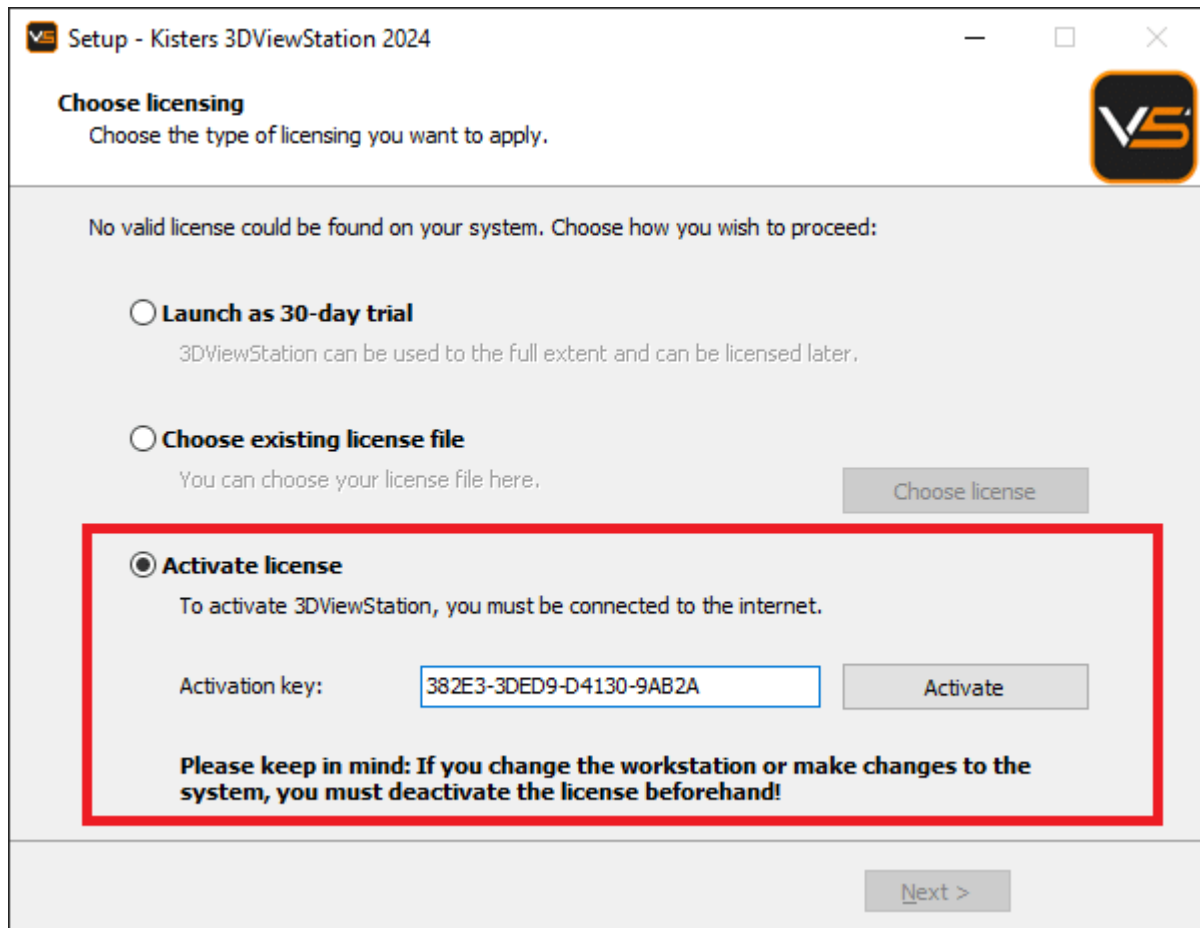 VS Setup - Kisters 3DViewStation 2024
Choose licensing
Choose the type of licensing you want to apply.
VS
No valid license could be found on your system. Choose how you wish to proceed:
Launch as 30-day trial
3DViewStation can be used to the full extent and can be licensed later.
Choose existing license file
You can choose your license file here.
Choose license
Activate license
To activate 3DViewStation, you must be connected to the internet.
Activation key: 382E3-3DED9-D4130-9AB2A Activate
Please keep in mind: If you change the workstation or make changes to the
system, you must deactivate the license beforehand!
Next >